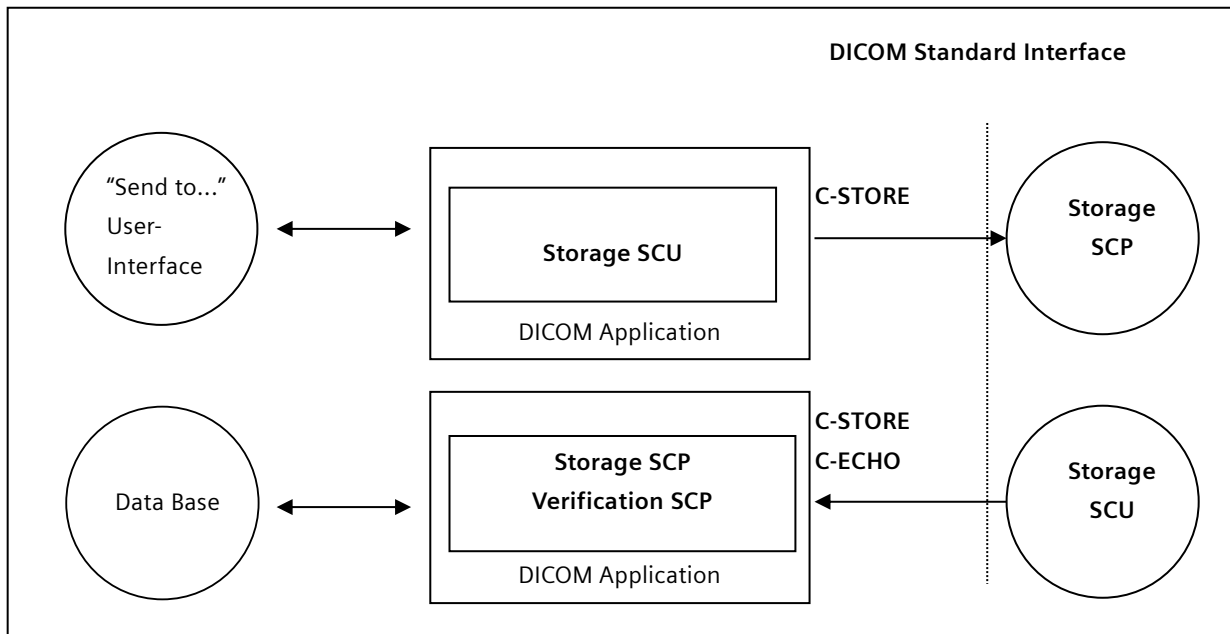 DICOM Standard Interface
“Send to…”
User-
Interface
Storage SCU
DICOM Application
C-STORE
Storage
SCP
Data Base
Storage SCP
Verification SCP
DICOM Application
C-STORE
C-ECHO
Storage
SCU